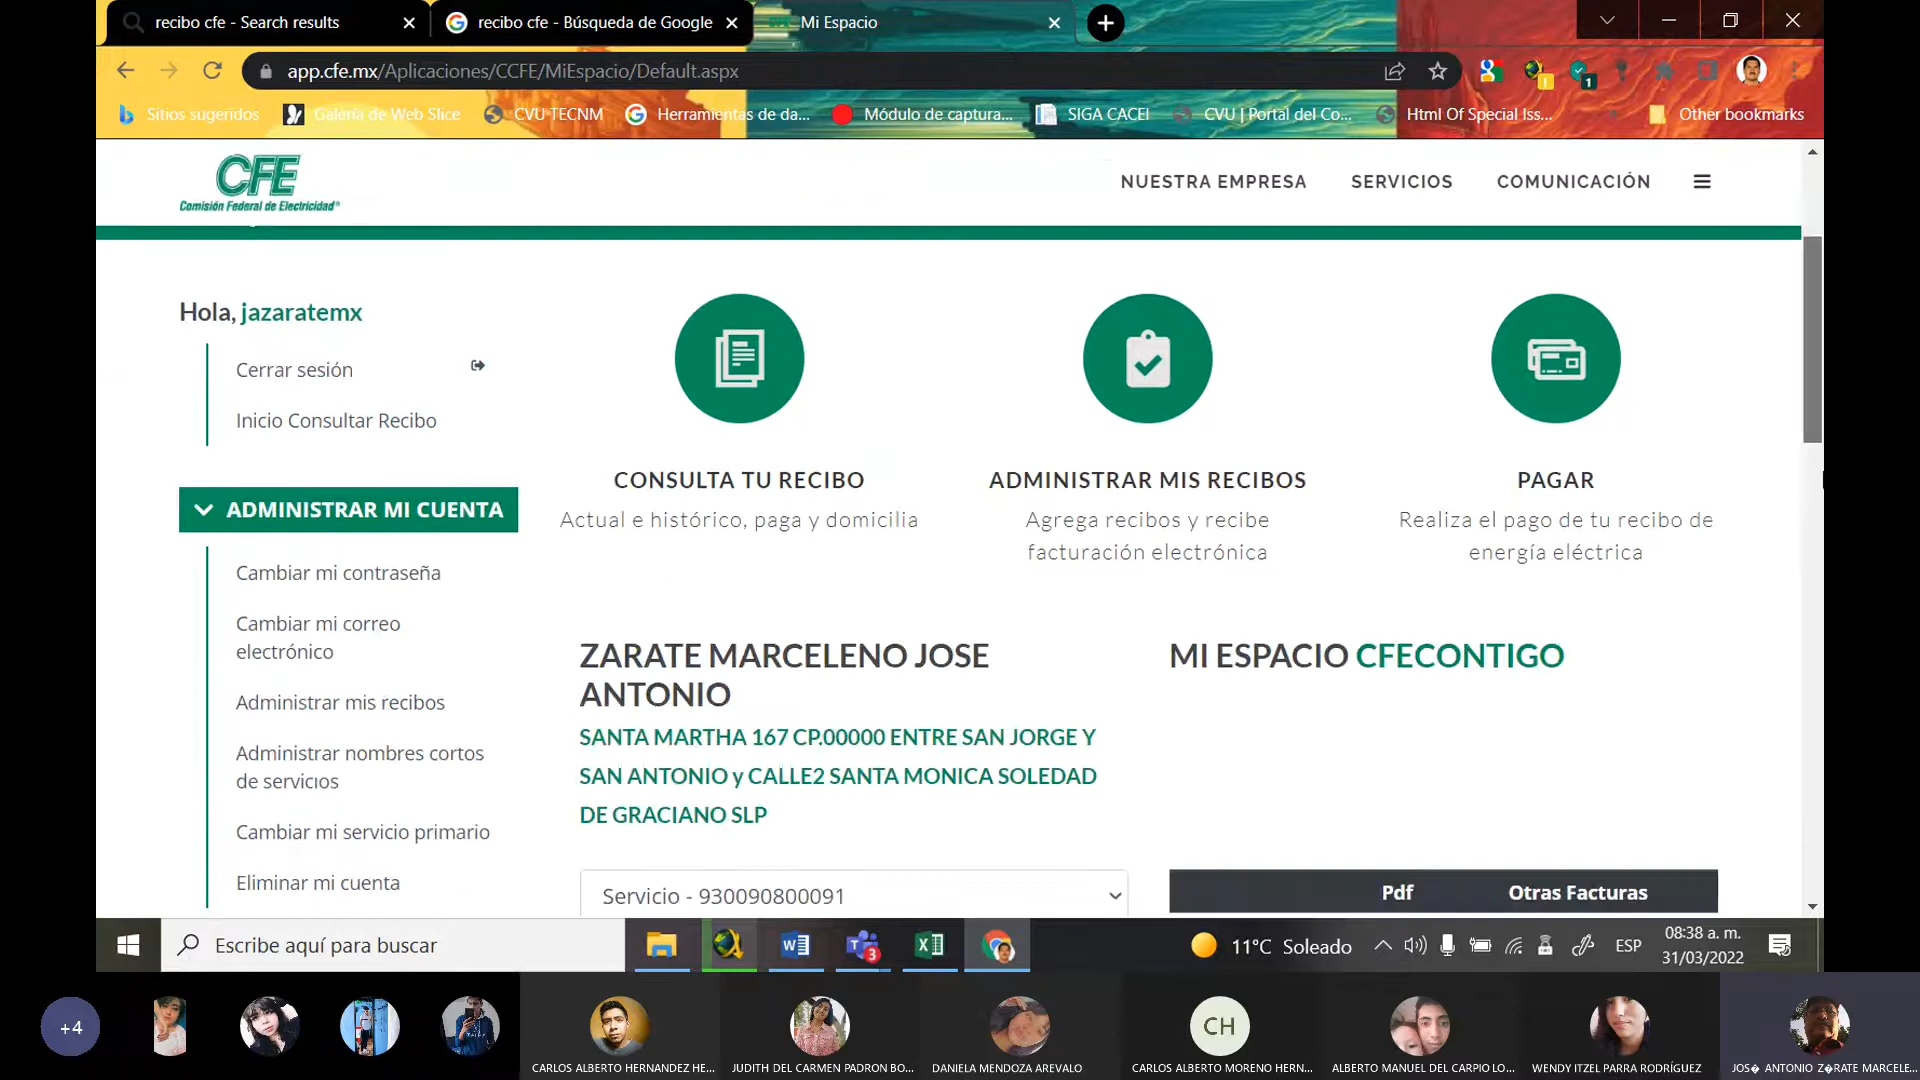 recibo cfe - Search results
recibo cfe - Búsqueda de Google
Mi Espacio
app.cfe.mx/Aplicaciones/CCFE/MiEspacio/Default.aspx
1
1
Sitios sugeridos
Galería de Web Slice
CVU TECNM
Herramientas de da...
Módulo de captura...
SIGA CACEI
CVU | Portal del Co...
Html Of Special Iss...
Other bookmarks
CFE
Comisión Federal de Electricidad®
NUESTRA EMPRESA
SERVICIOS
COMUNICACIÓN
Hola, jazaratemx
Cerrar sesión
Inicio Consultar Recibo
ADMINISTRAR MI CUENTA
Cambiar mi contraseña
Cambiar mi correo
electrónico
Administrar mis recibos
Administrar nombres cortos
de servicios
Cambiar mi servicio primario
Eliminar mi cuenta
CONSULTA TU RECIBO
Actual e histórico, paga y domicilia
ADMINISTRAR MIS RECIBOS
Agrega recibos y recibe
facturación electrónica
PAGAR
Realiza el pago de tu recibo de
energía eléctrica
ZARATE MARCELENO JOSE
ANTONIO
SANTA MARTHA 167 CP.00000 ENTRE SAN JORGE Y
SAN ANTONIO y CALLE2 SANTA MONICA SOLEDAD
DE GRACIANO SLP
Servicio - 930090800091
MI ESPACIO CFECONTIGO
Pdf
Otras Facturas
Escribe aquí para buscar
3
11°C Soleado
ESP
08:38 a. m.
31/03/2022
+4
CH
CARLOS ALBERTO HERNANDEZ HE...
JUDITH DEL CARMEN PADRON BO...
DANIELA MENDOZA AREVALO
CARLOS ALBERTO MORENO HERN...
ALBERTO MANUEL DEL CARPIO LO...
WENDY ITZEL PARRA RODRÍGUEZ
JOS� ANTONIO Z�RATE MARCELE...